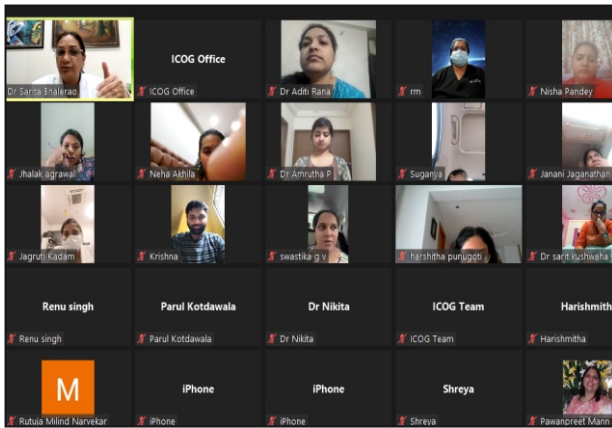 Dr Sarita Bhalerao
ICOG Office
ICOG Office
Dr Aditi Rana
rm
Nisha Pandey
Jhalak agrawal
Neha Akhila
Dr Amrutha P
Suganya
Janani Jaganathan
Jagruti Kadam
Krishna
swastika g v
harshitha punugoti
Dr sarit kushwaha
Renu singh
Parul Kotdawala
Dr Nikita
ICOG Team
Harishmith
Renu singh
Parul Kotdawala
Dr Nikita
ICOG Team
Harishmitha
M
iPhone
iPhone
Shreya
Rutuja Milind Narvekar
iPhone
iPhone
Shreya
Pawanpreet Mann